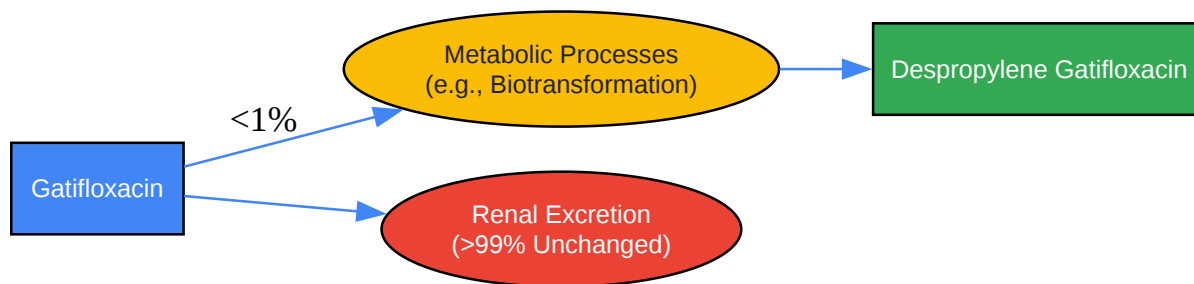 Metabolic Processes
(e.g., Biotransformation)
Despropylene Gatifloxacin
<1%
Gatifloxacin
Renal Excretion
(>99% Unchanged)